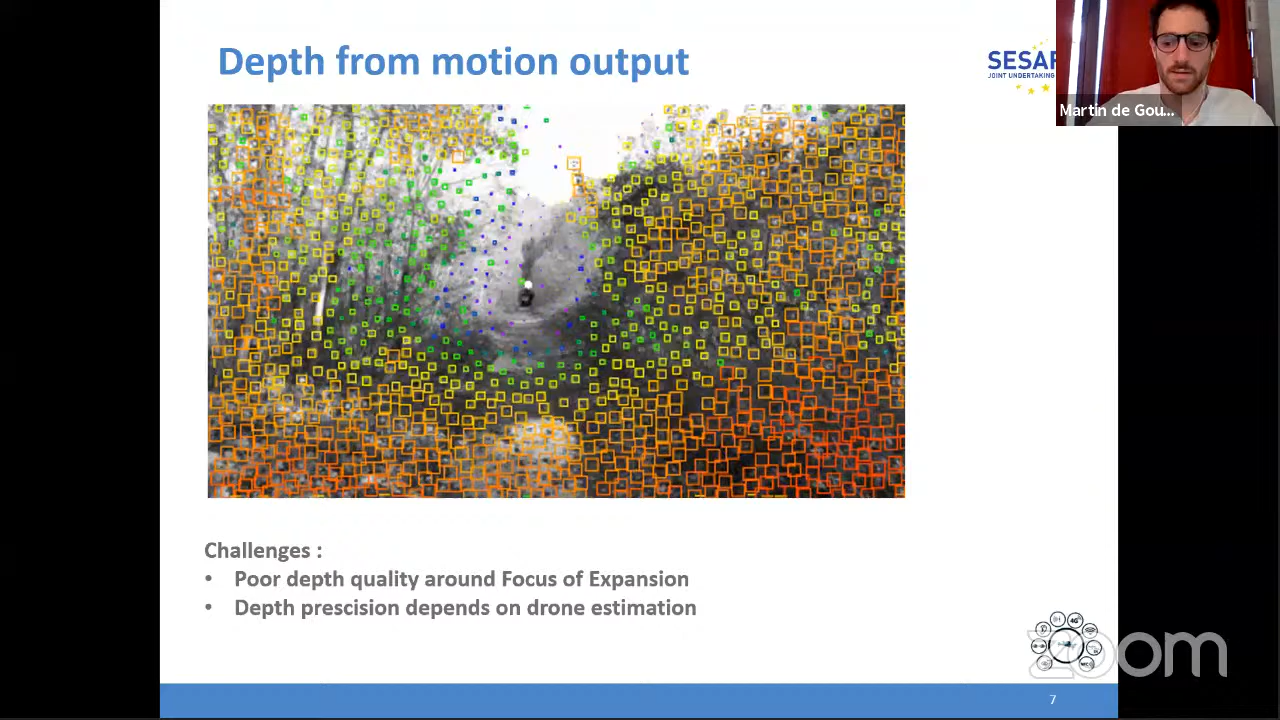 Depth from motion output
SESAR
JOINT UNDERTAKING
Martin de Gou...
Challenges :
• Poor depth quality around Focus of Expansion
• Depth prescision depends on drone estimation
4G
zoom
7